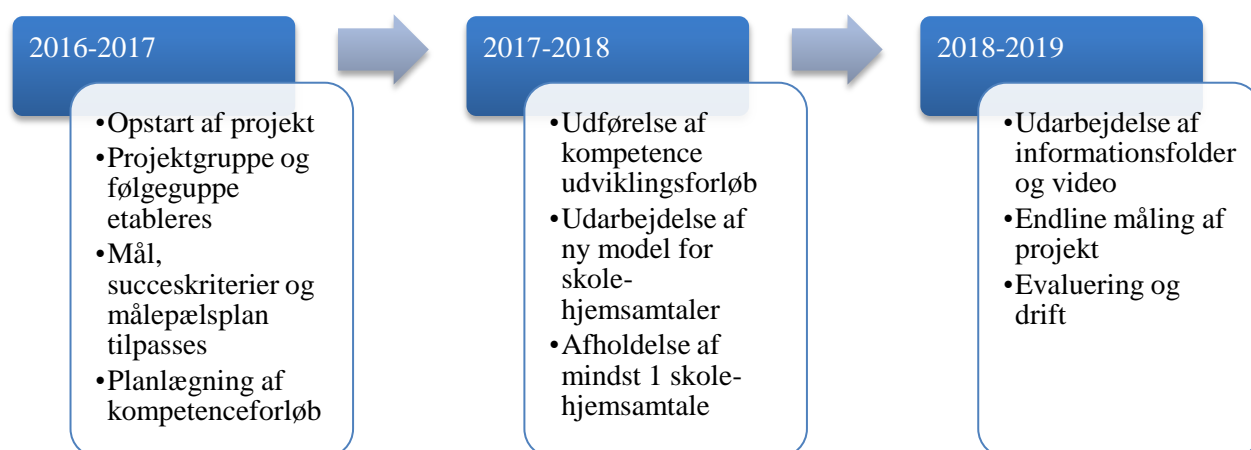 2016-2017
•Opstart af projekt
•Projektgruppe og
følgeguppe
etableres
•Mål,
succeskriterier og
målepælsplan
tilpasses
•Planlægning af
kompetenceforløb
2017-2018
•Udførelse af
kompetence
udviklingsforløb
•Udarbejdelse af
ny model for
skole-
hjemsamtaler
•Afholdelse af
mindst 1 skole-
hjemsamtale
2018-2019
•Udarbejdelse af
informationsfolder
og video
•Endline måling af
projekt
•Evaluering og
drift